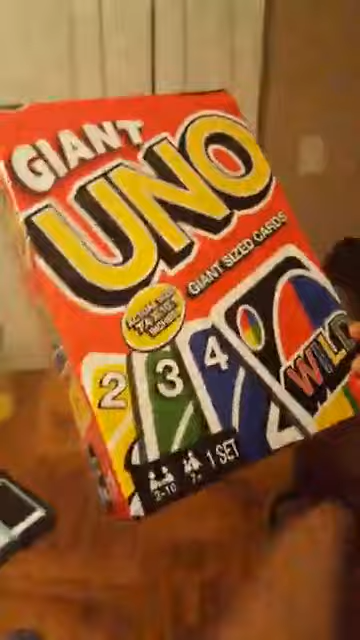 GIANT
UNO
GIANT SIZED CARDS
2
3
4
WILD
2-10
7+
1 SET